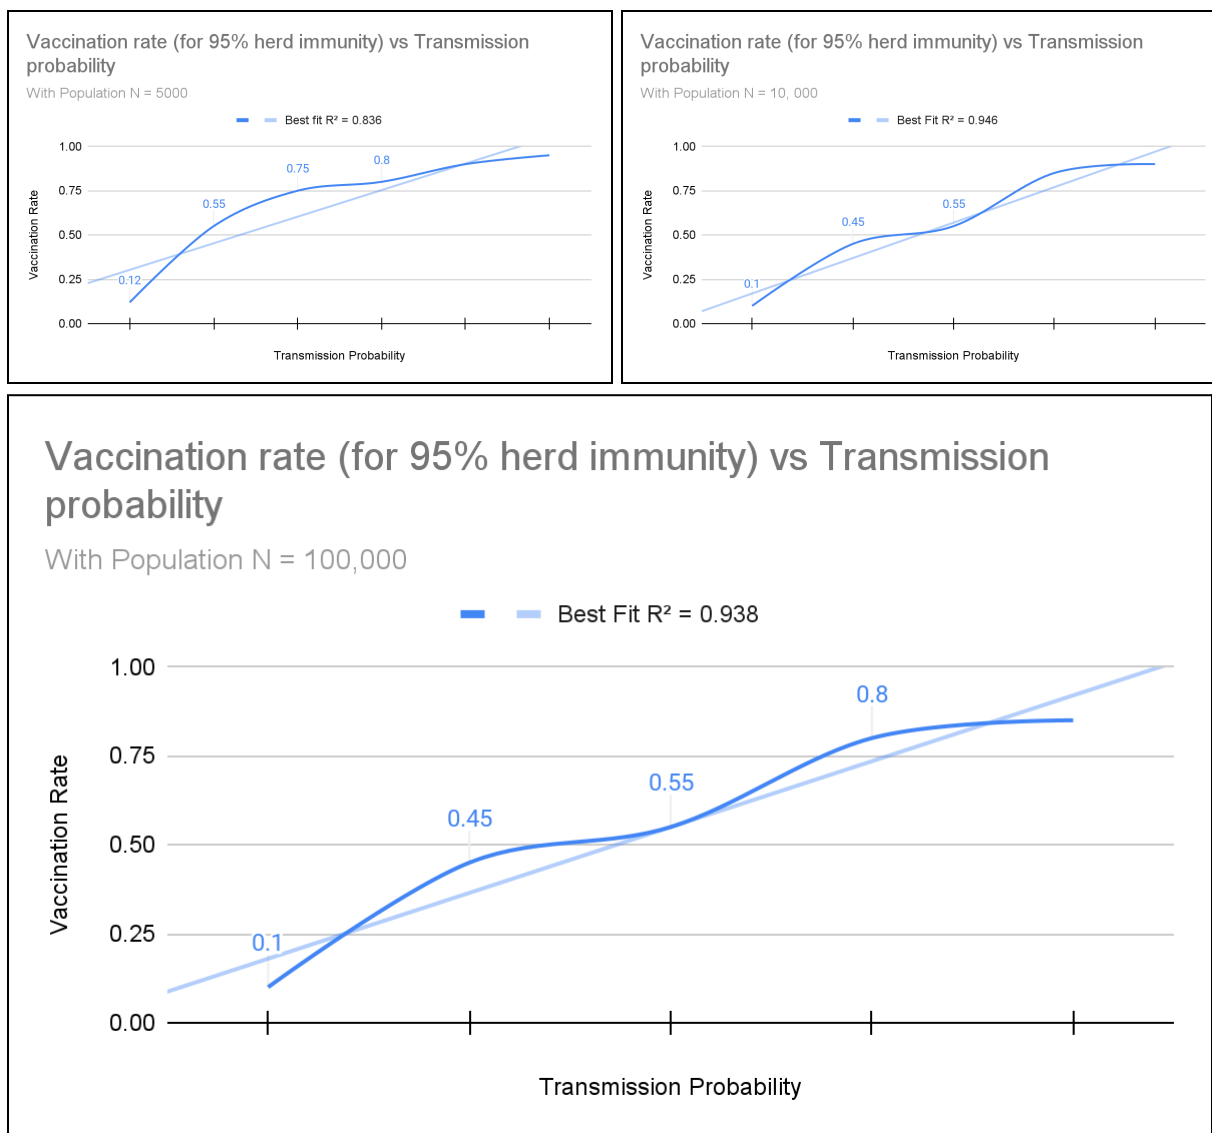 Vaccination rate (for 95% herd immunity) vs Transmission
probability
With Population N = 5000
Best fit R² = 0.836
1.00
0.75
0.50
0.25
0.00
Vaccination Rate
0.12
0.55
0.75
0.8
Transmission Probability
Vaccination rate (for 95% herd immunity) vs Transmission
probability
With Population N = 10, 000
Best Fit R² = 0.946
1.00
0.75
0.50
0.25
0.00
Vaccination Rate
0.1
0.45
0.55
Transmission Probability
Vaccination rate (for 95% herd immunity) vs Transmission
probability
With Population N = 100,000
Best Fit R² = 0.938
1.00
0.75
0.50
0.25
0.00
Vaccination Rate
0.1
0.45
0.55
0.8
Transmission Probability